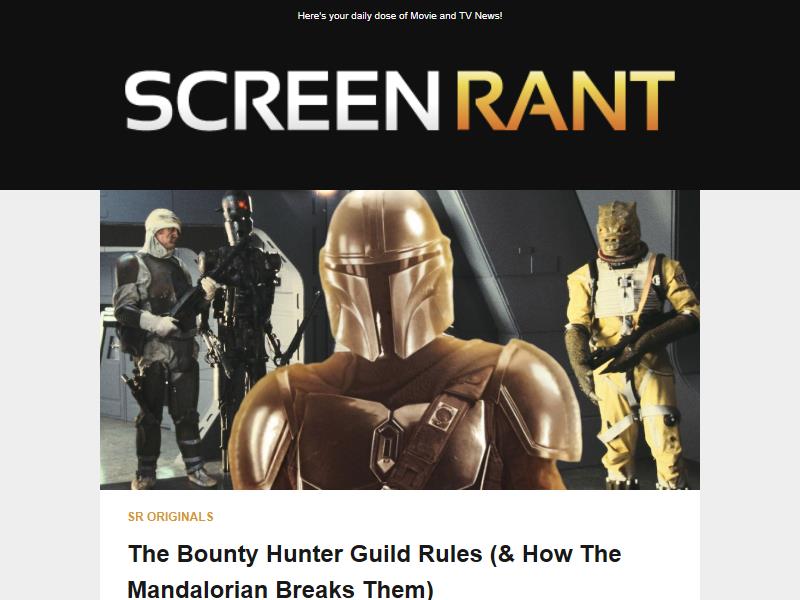 Here's your daily dose of Movie and TV News!
SCREEN RANT
SR ORIGINALS
The Bounty Hunter Guild Rules (& How The
Mandalorian Breaks Them)